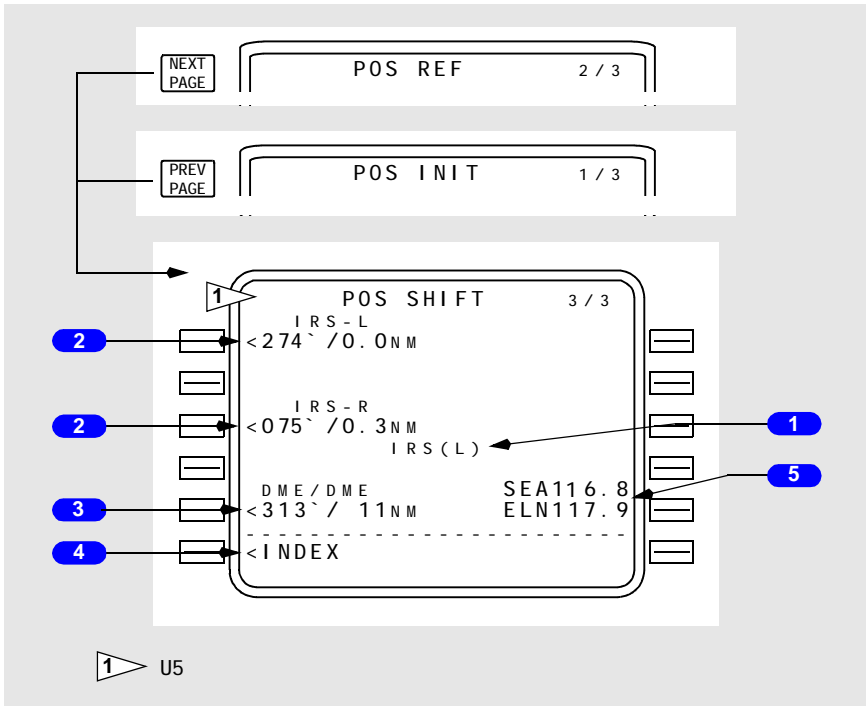 NEXT
PAGE
POS REF 2/3
PREV
PAGE
POS INIT 1/3
1
POS SHIFT 3/3
IRS-L
2
<274`/0.0NM
IRS-R
2
<075`/0.3NM
1
IRS(L)
5
DME/DME SEA116.8
3
<313`/ 11NM ELN117.9
------------------------
4
<INDEX
1 U5